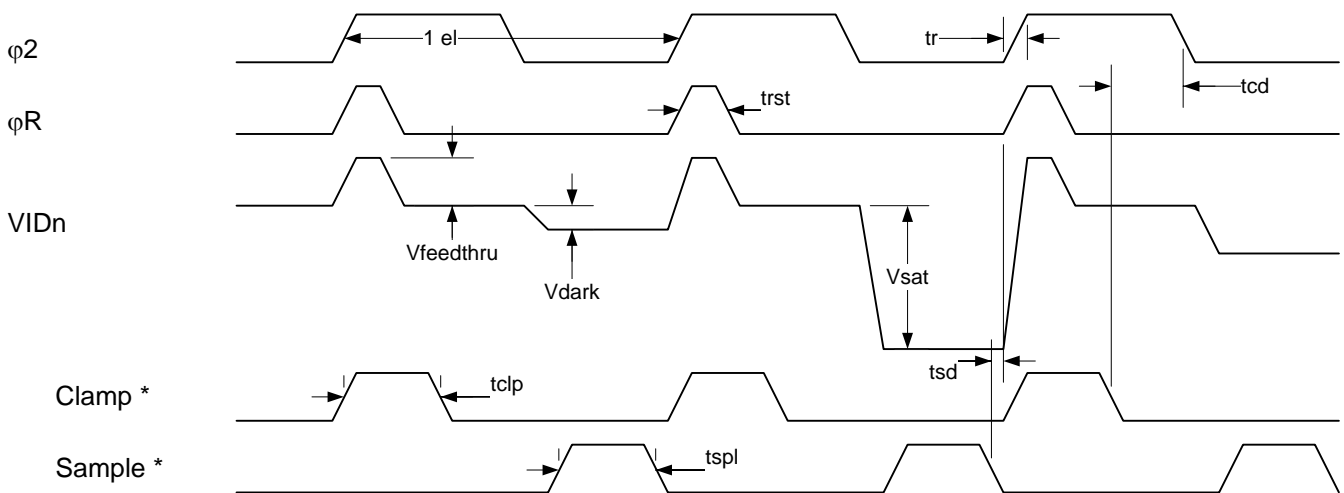 φ2
1 el
tr
tcd
φR
trst
VIDn
Vfeedthru
Vdark
Vsat
tsd
Clamp *
tclp
Sample *
tspl